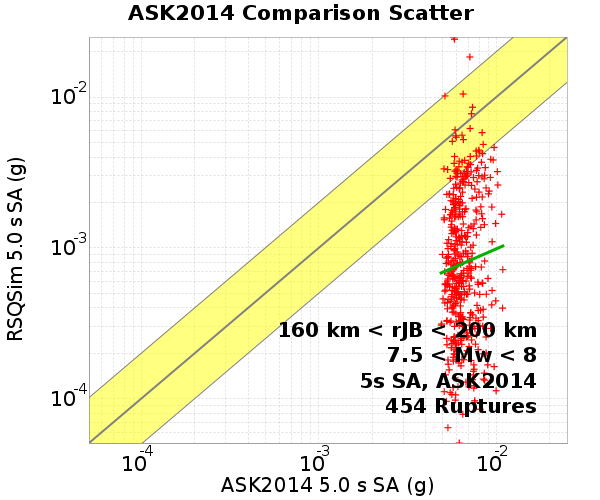 ASK2014 Comparison Scatter
10^-2
10^-3
10^-4
RSQSim 5.0 s SA (g)
160 km < rJB < 200 km
7.5 < Mw < 8
5s SA, ASK2014
454 Ruptures
10^-4 10^-3 10^-2
ASK2014 5.0 s SA (g)